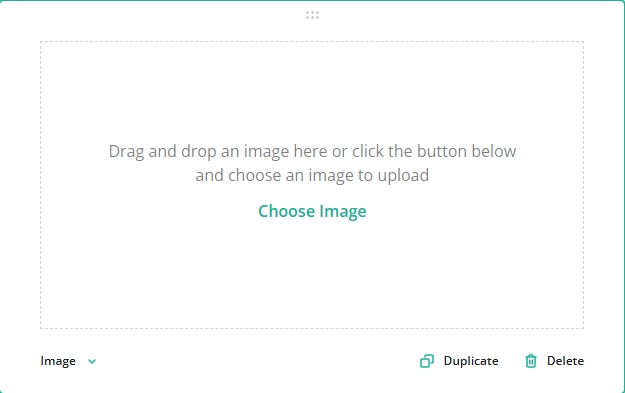 Drag and drop an image here or click the button below
and choose an image to upload
Choose Image
Image
Duplicate
Delete